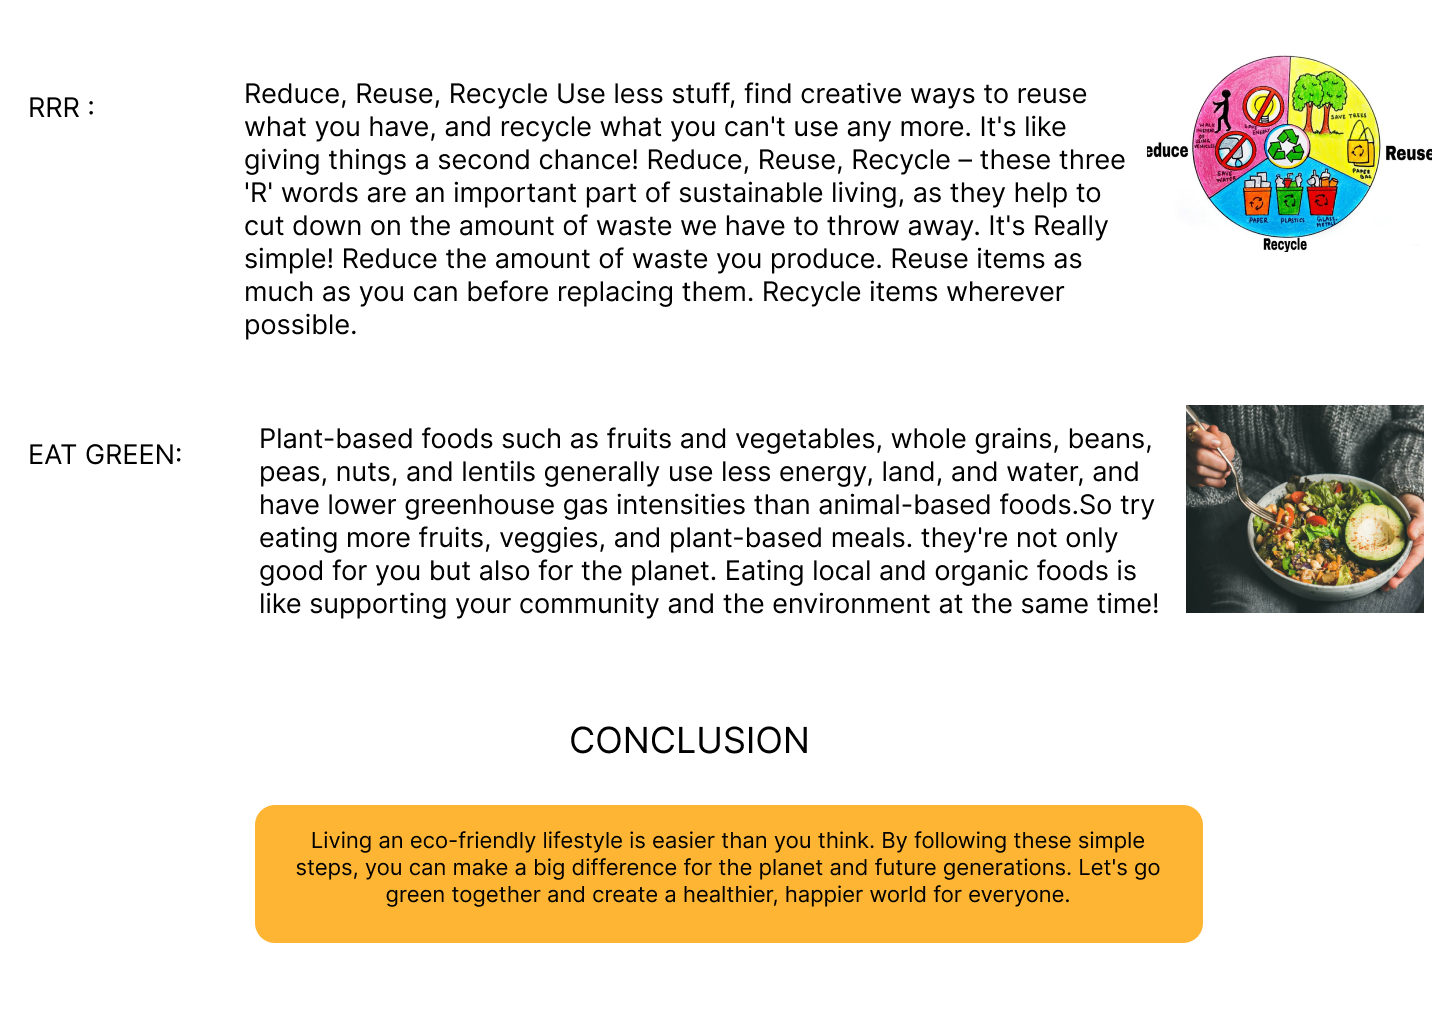 RRR :
Reduce, Reuse, Recycle Use less stuff, find creative ways to reuse
what you have, and recycle what you can't use any more. It's like
giving things a second chance! Reduce, Reuse, Recycle – these three
'R' words are an important part of sustainable living, as they help to
cut down on the amount of waste we have to throw away. It's Really
simple! Reduce the amount of waste you produce. Reuse items as
much as you can before replacing them. Recycle items wherever
possible.
educe
Reuse
Recycle
SAVE TREES
PAPER
BAG
SAVE
WATER
PAPER
PLASTICS
EAT GREEN:
Plant-based foods such as fruits and vegetables, whole grains, beans,
peas, nuts, and lentils generally use less energy, land, and water, and
have lower greenhouse gas intensities than animal-based foods.So try
eating more fruits, veggies, and plant-based meals. they're not only
good for you but also for the planet. Eating local and organic foods is
like supporting your community and the environment at the same time!
CONCLUSION
Living an eco-friendly lifestyle is easier than you think. By following these simple
steps, you can make a big difference for the planet and future generations. Let's go
green together and create a healthier, happier world for everyone.